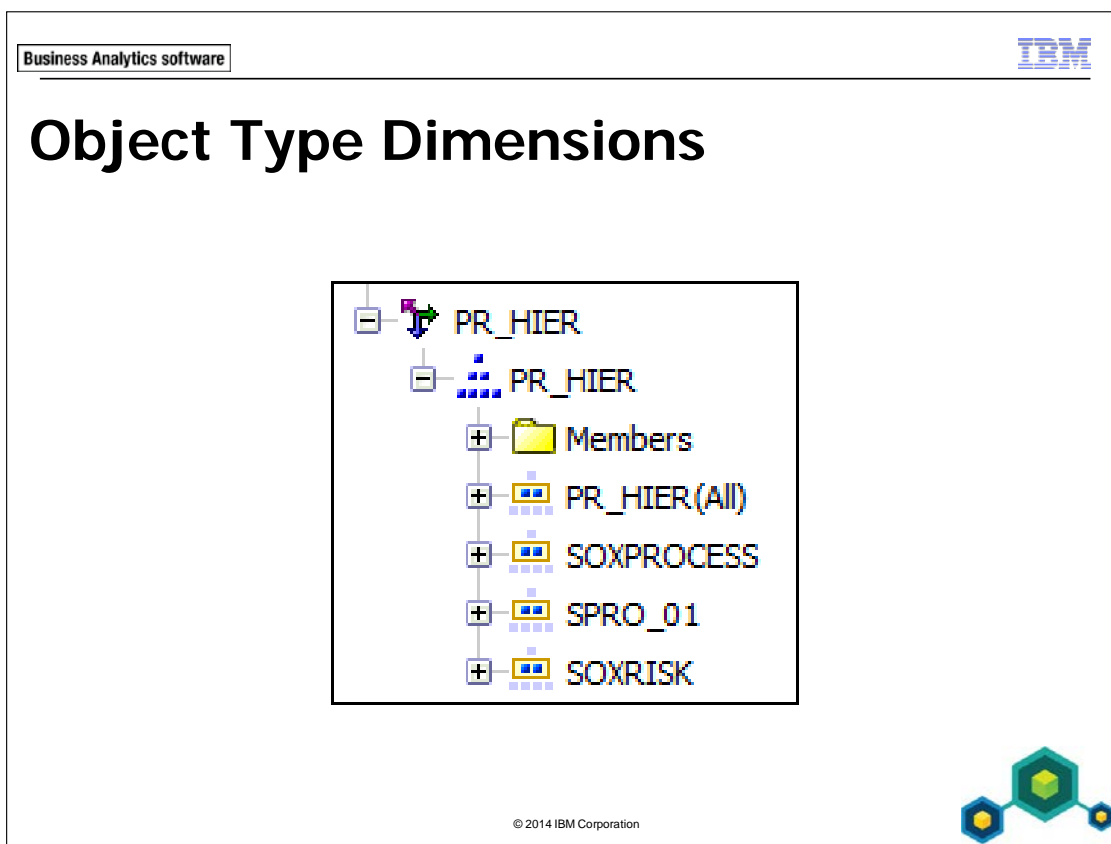 Business Analytics software
IBM
Object Type Dimensions
PR_HIER
PR_HIER
Members
PR_HIER(All)
SOXPROCESS
SPRO_01
SOXRISK
© 2014 IBM Corporation